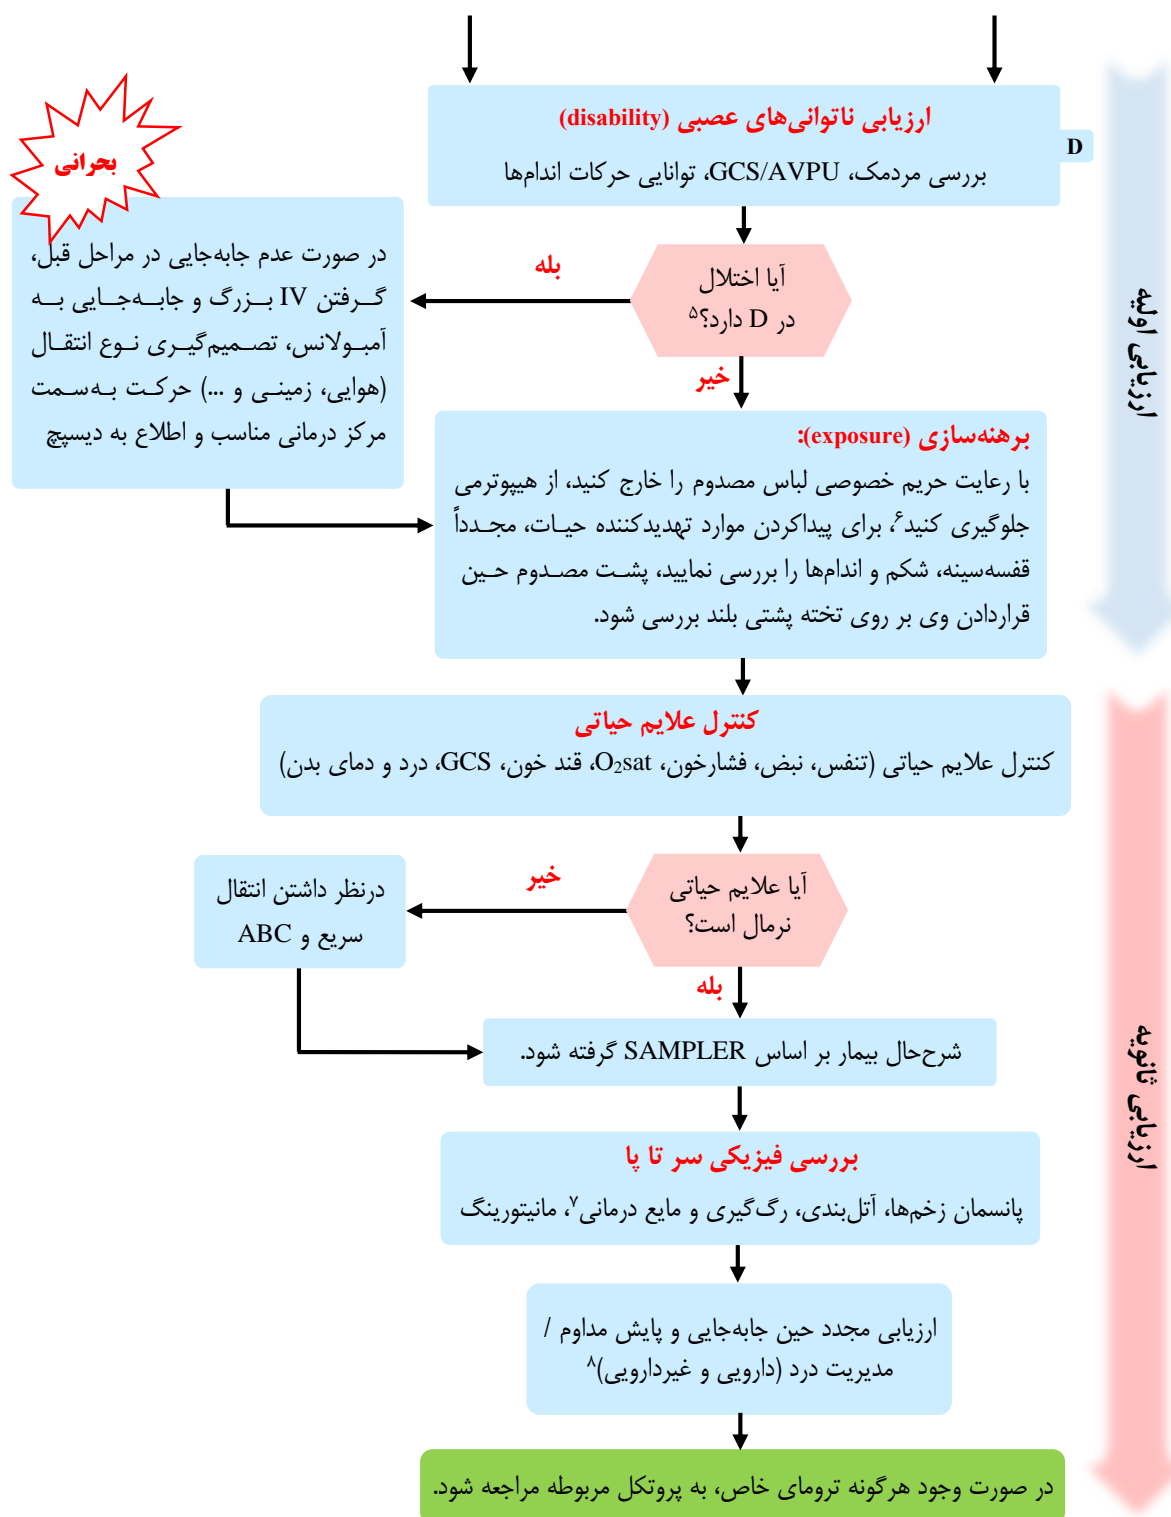 ارزیابی ناتوانی‌های عصبی (disability)
بررسی مردمک، GCS/AVPU، توانایی حرکات اندام‌ها
D
بحرانی
آیا اختلال
در D دارد؟⁵
بله
در صورت عدم جابه‌جایی در مراحل قبل،
گرفتن IV بزرگ و جابه‌جایی به
آمبولانس، تصمیم‌گیری نوع انتقال
(هوایی، زمینی و ...) حرکت به‌سمت
مرکز درمانی مناسب و اطلاع به دیسپچ
خیر
برهنه‌سازی (exposure):
با رعایت حریم خصوصی لباس مصدوم را خارج کنید، از هیپوترمی
جلوگیری کنید⁶، برای پیداکردن موارد تهدیدکننده حیات، مجدداً
قفسه‌سینه، شکم و اندام‌ها را بررسی نمایید، پشت مصدوم حین
قراردادن وی بر روی تخته پشتی بلند بررسی شود.
ارزیابی اولیه
کنترل علایم حیاتی
کنترل علایم حیاتی (تنفس، نبض، فشارخون، O₂sat، قند خون، GCS، درد و دمای بدن)
آیا علایم حیاتی
نرمال است؟
خیر
درنظر داشتن انتقال
سریع و ABC
بله
شرح‌حال بیمار بر اساس SAMPLER گرفته شود.
بررسی فیزیکی سر تا پا
پانسمان زخم‌ها، آتل‌بندی، رگ‌گیری و مایع درمانی⁷، مانیتورینگ
ارزیابی مجدد حین جابه‌جایی و پایش مداوم /
مدیریت درد (دارویی و غیردارویی)⁸
در صورت وجود هرگونه ترومای خاص، به پروتکل مربوطه مراجعه شود.
ارزیابی ثانویه